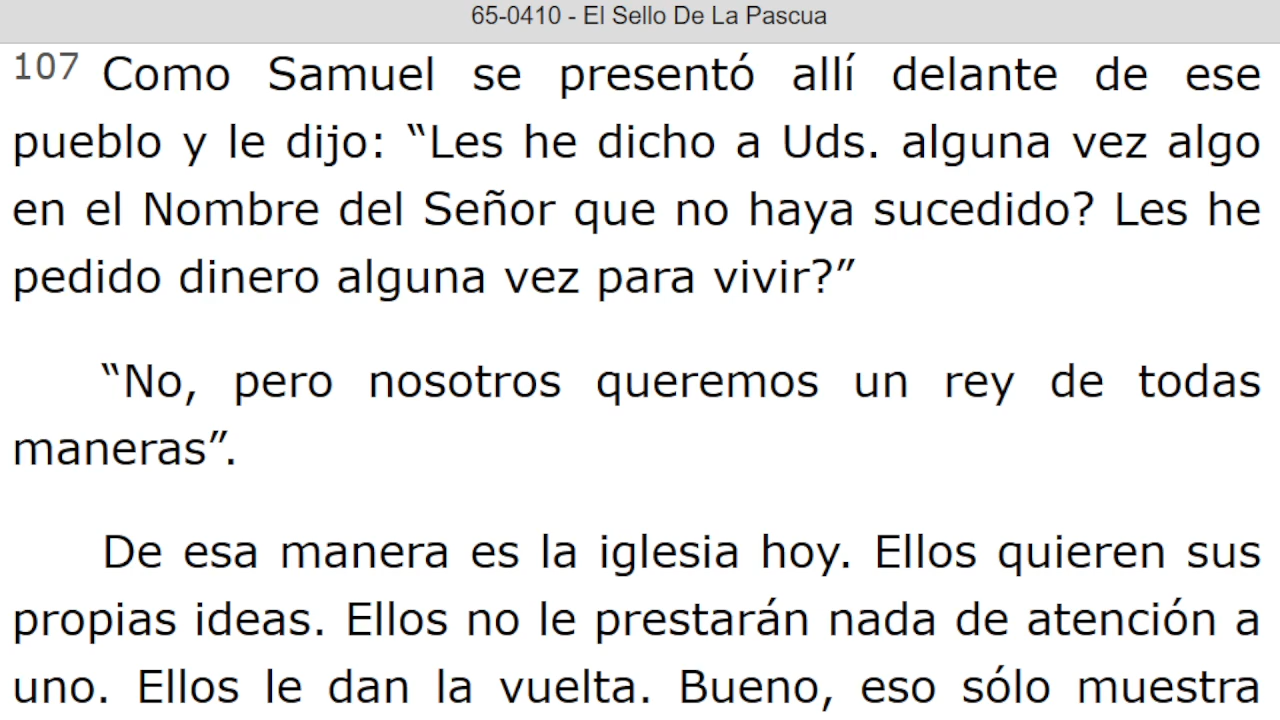 65-0410 - El Sello De La Pascua
107 Como Samuel se presentó allí delante de ese
pueblo y le dijo: “Les he dicho a Uds. alguna vez algo
en el Nombre del Señor que no haya sucedido? Les he
pedido dinero alguna vez para vivir?”
“No, pero nosotros queremos un rey de todas
maneras”.
De esa manera es la iglesia hoy. Ellos quieren sus
propias ideas. Ellos no le prestarán nada de atención a
uno. Ellos le dan la vuelta. Bueno, eso sólo muestra